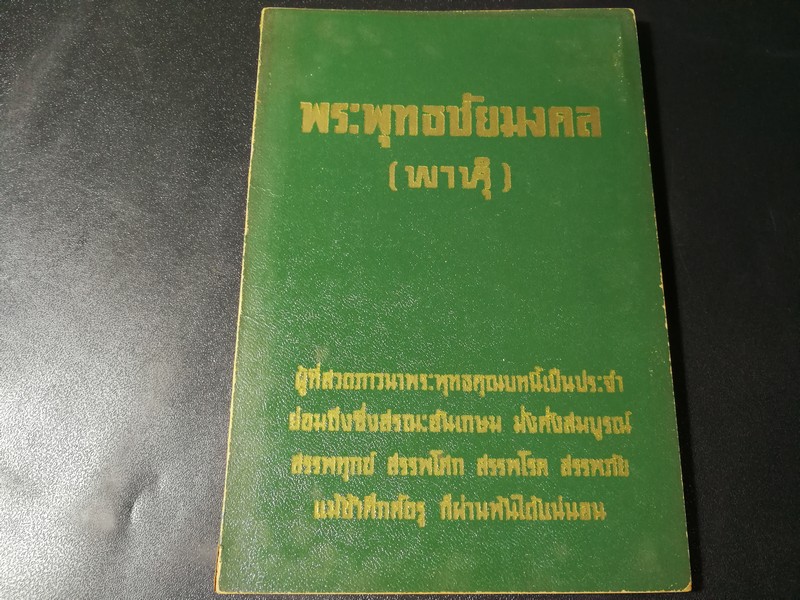 พระพุทธชัยมงคล
(พาหุํ)
ผู้ที่สวดภาวนาพระพุทธคุณบทนี้เป็นประจำ
ย่อมถึงซึ่งสรณะอันเกษม มั่งคั่งสมบูรณ์
สรรพทุกข์ สรรพโศก สรรพโรค สรรพภัย
แม้ข้าศึกศัตรู ก็ผ่านพ้นได้แน่นอน